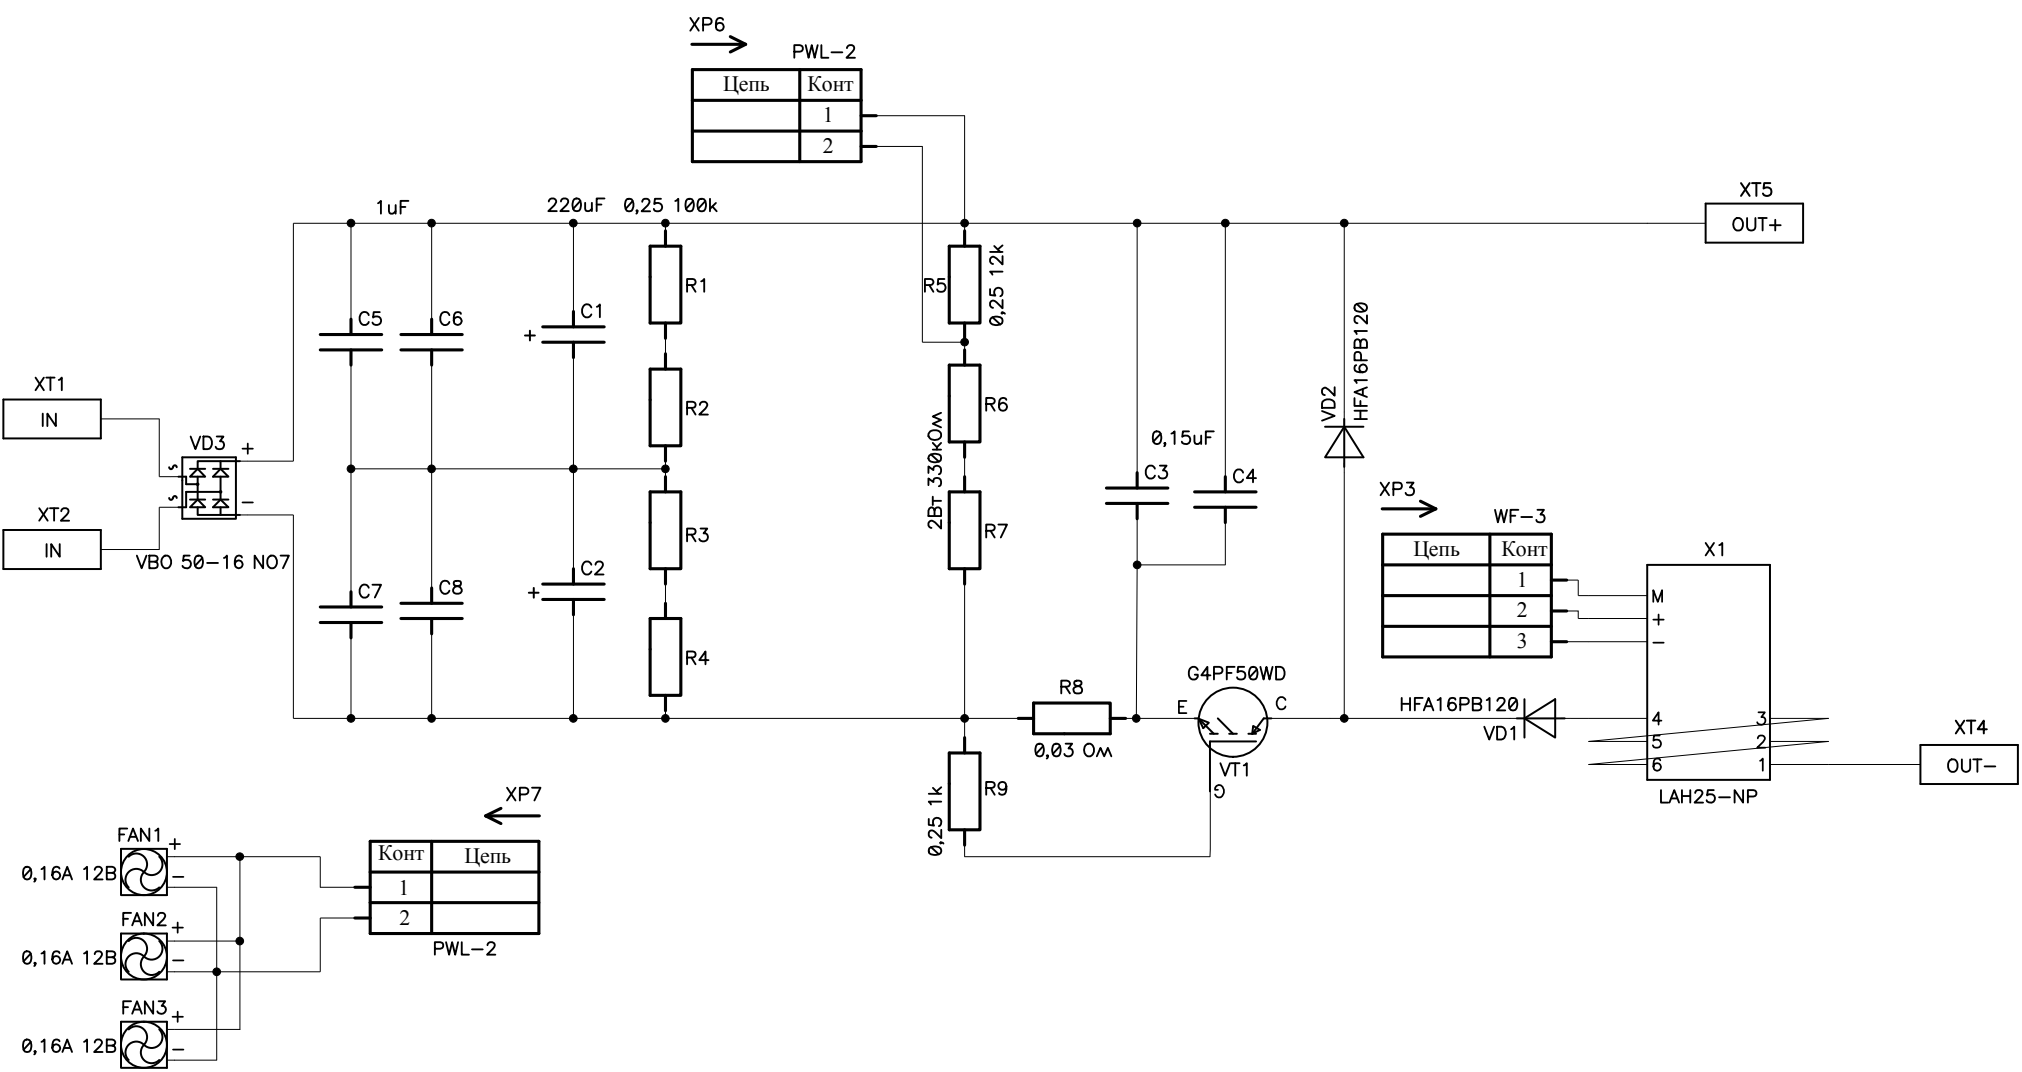 XP6
PWL-2
Цепь Конт
1
2
XT5
OUT+
1uF
220uF
0,25 100k
R1
R5
0,25 12k
C5
C6
C1
+
HFA16PB120
VD2
XT1
IN
R2
R6
2Вт 330кОм
0,15uF
VD3
+
~
~
-
VBO 50-16 NO7
XT2
IN
C3
C4
XP3
WF-3
Цепь Конт
1
2
3
R3
R7
X1
M
+
-
C7
C8
C2
+
R4
R8
0,03 Ом
G4PF50WD
E
C
VT1
G
HFA16PB120
VD1
4
5
6
3
2
1
LAH25-NP
XT4
OUT-
R9
0,25 1k
XP7
Конт Цепь
1
2
PWL-2
FAN1
+
-
0,16A 12В
FAN2
+
-
0,16A 12В
FAN3
+
-
0,16A 12В